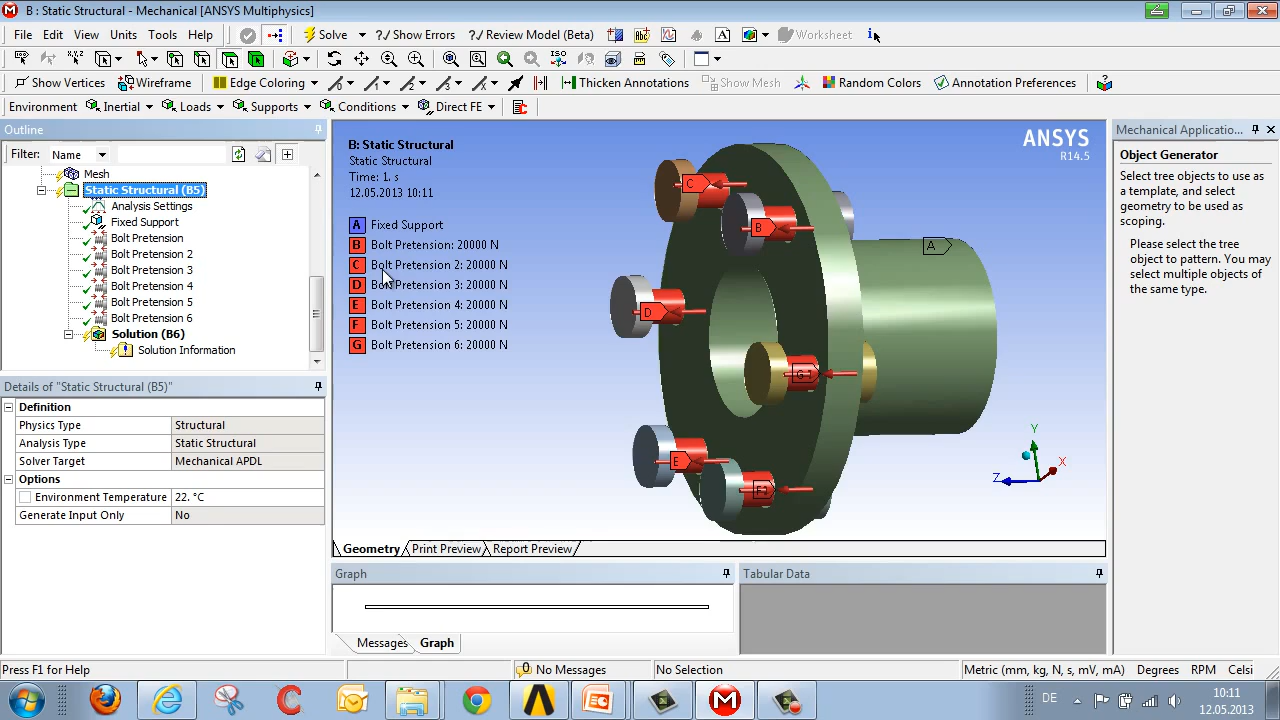 B : Static Structural - Mechanical [ANSYS Multiphysics]
File Edit View Units Tools Help Solve ?/ Show Errors ?/ Review Model (Beta) A Worksheet i
Show Vertices Wireframe Edge Coloring Thicken Annotations Show Mesh Random Colors Annotation Preferences
Environment Inertial Loads Supports Conditions Direct FE
Outline
Filter: Name
Mesh
Static Structural (B5)
Analysis Settings
Fixed Support
Bolt Pretension
Bolt Pretension 2
Bolt Pretension 3
Bolt Pretension 4
Bolt Pretension 5
Bolt Pretension 6
Solution (B6)
Solution Information
Details of "Static Structural (B5)"
Definition
Physics Type Structural
Analysis Type Static Structural
Solver Target Mechanical APDL
Options
Environment Temperature 22. °C
Generate Input Only No
B: Static Structural
Static Structural
Time: 1. s
12.05.2013 10:11
A Fixed Support
B Bolt Pretension: 20000 N
C Bolt Pretension 2: 20000 N
D Bolt Pretension 3: 20000 N
E Bolt Pretension 4: 20000 N
F Bolt Pretension 5: 20000 N
G Bolt Pretension 6: 20000 N
ANSYS
R14.5
C
B
A
D
E
Y
X
Z
Geometry Print Preview Report Preview
Graph
Messages Graph
Tabular Data
Mechanical Applicatio...
Object Generator
Select tree objects to use as
a template, and select
geometry to be used as
scoping.
Please select the tree
object to paste. You may
select multiple objects of
the same type.
Press F1 for Help 0 No Messages No Selection Metric (mm, kg, N, s, mV, mA) Degrees RPM Celsi
DE 10:11
12.05.2013